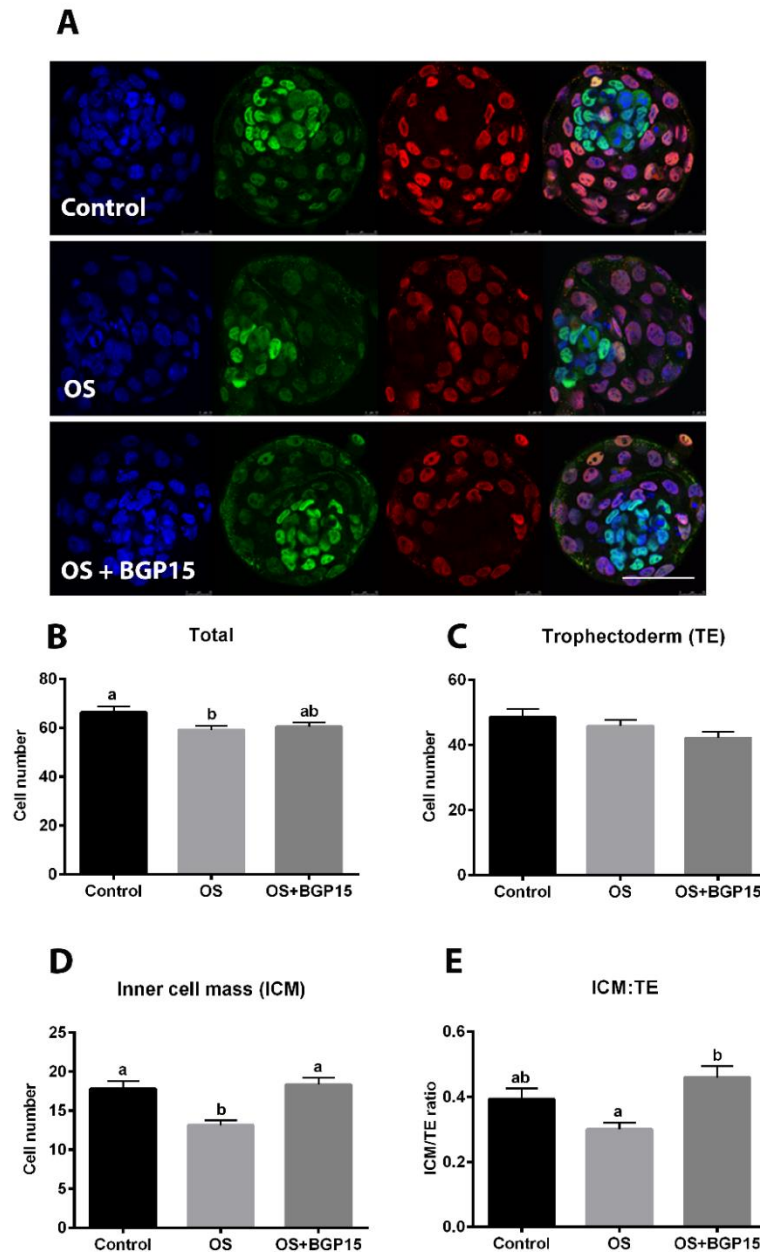 A
Control
OS
OS + BGP15
B
Total
Cell number
80
60
40
20
0
a
b
ab
Control
OS
OS+BGP15
C
Trophectoderm (TE)
Cell number
60
40
20
0
Control
OS
OS+BGP15
D
Inner cell mass (ICM)
Cell number
25
20
15
10
5
0
a
b
a
Control
OS
OS+BGP15
E
ICM:TE
ICM/TE ratio
0.6
0.4
0.2
0.0
ab
a
b
Control
OS
OS+BGP15